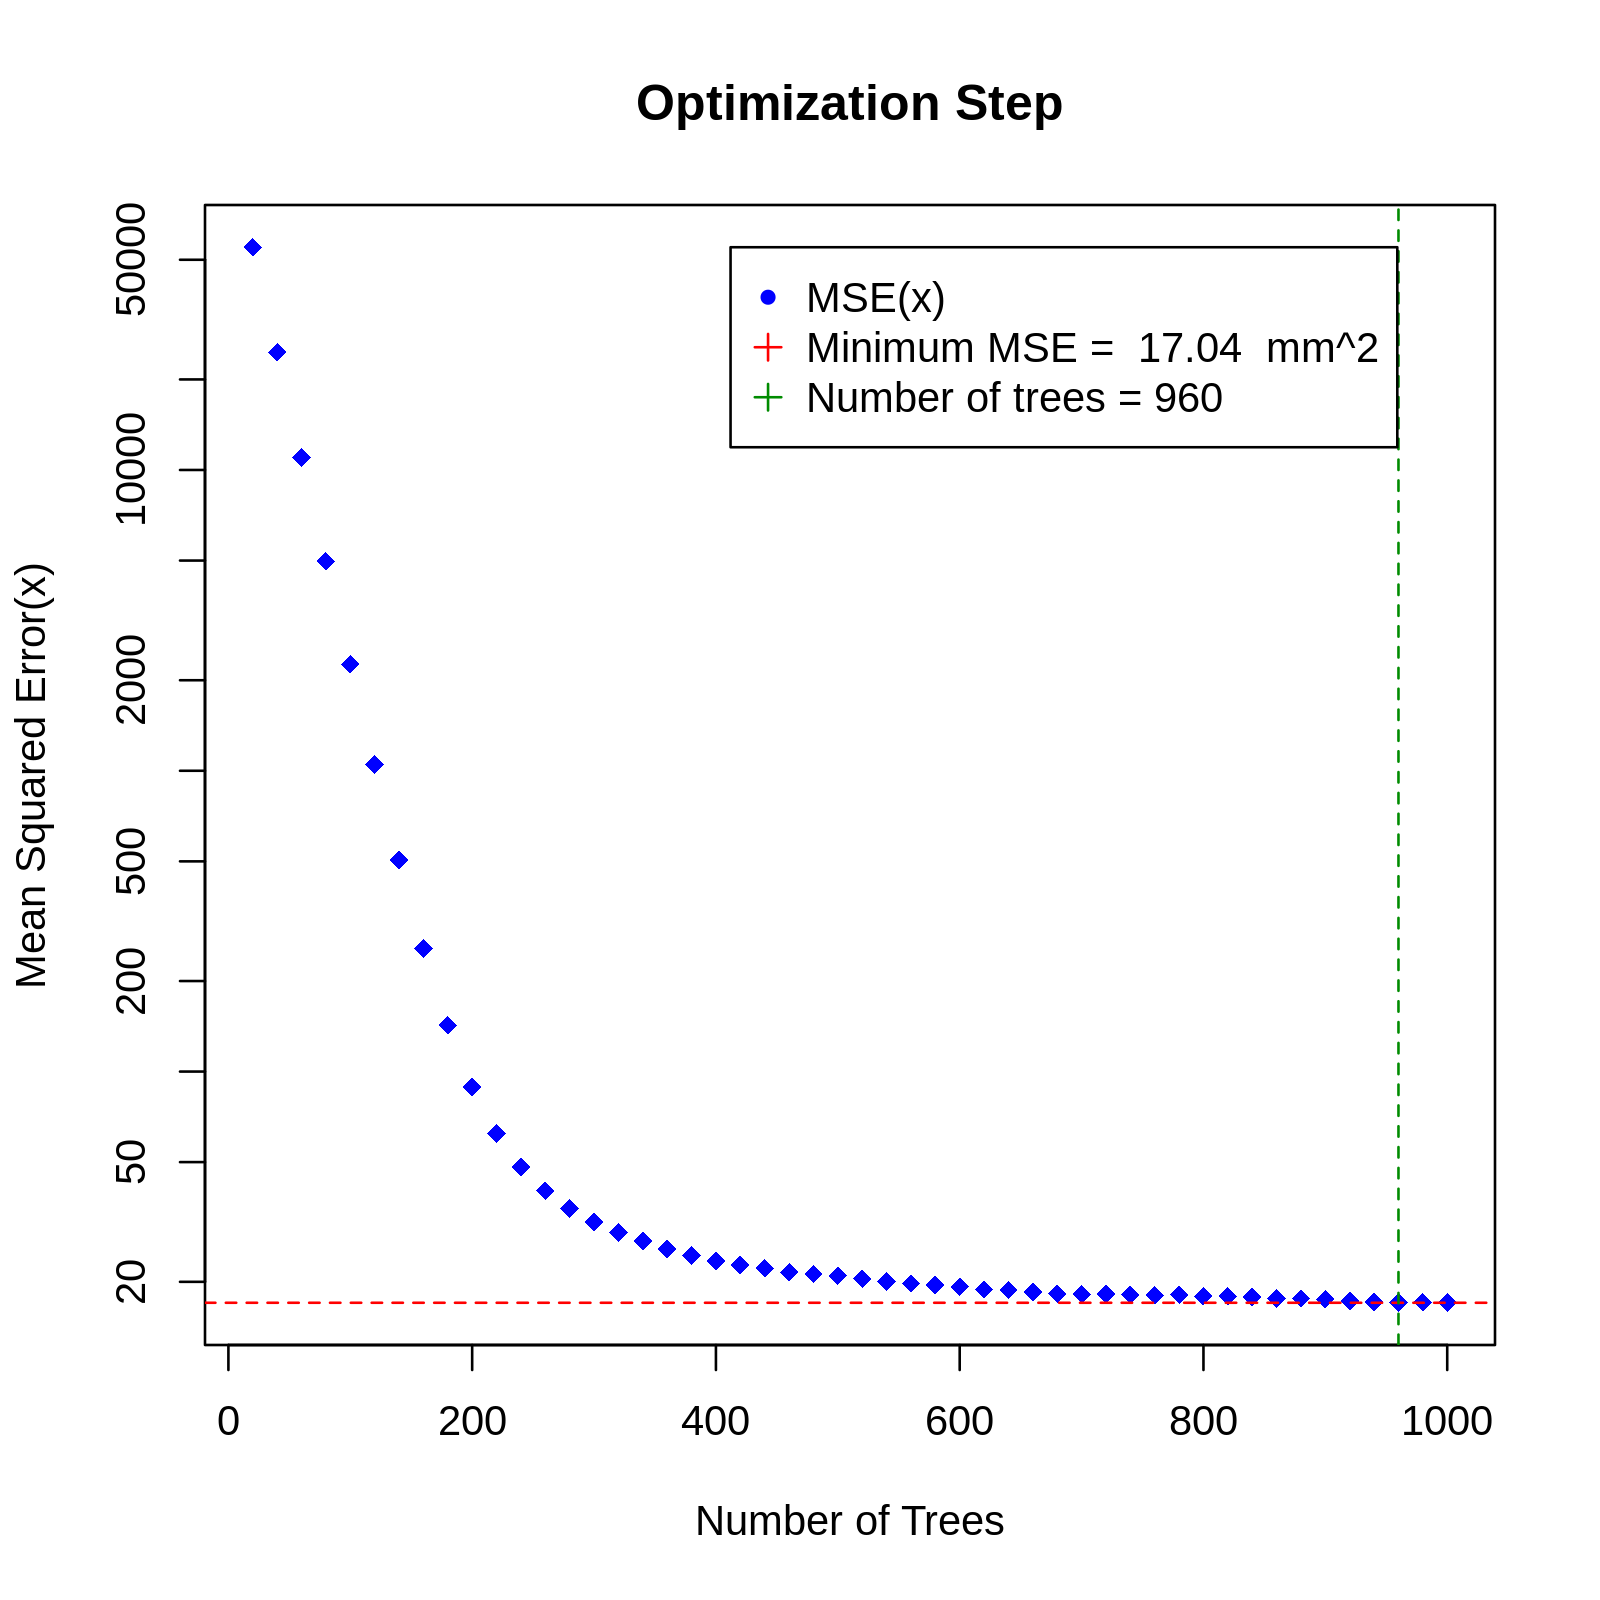 Optimization Step
MSE(x)
Minimum MSE =  17.04  mm^2
Number of trees = 960
Mean Squared Error(x)
50000
10000
2000
500
200
50
20
0 200 400 600 800 1000
Number of Trees